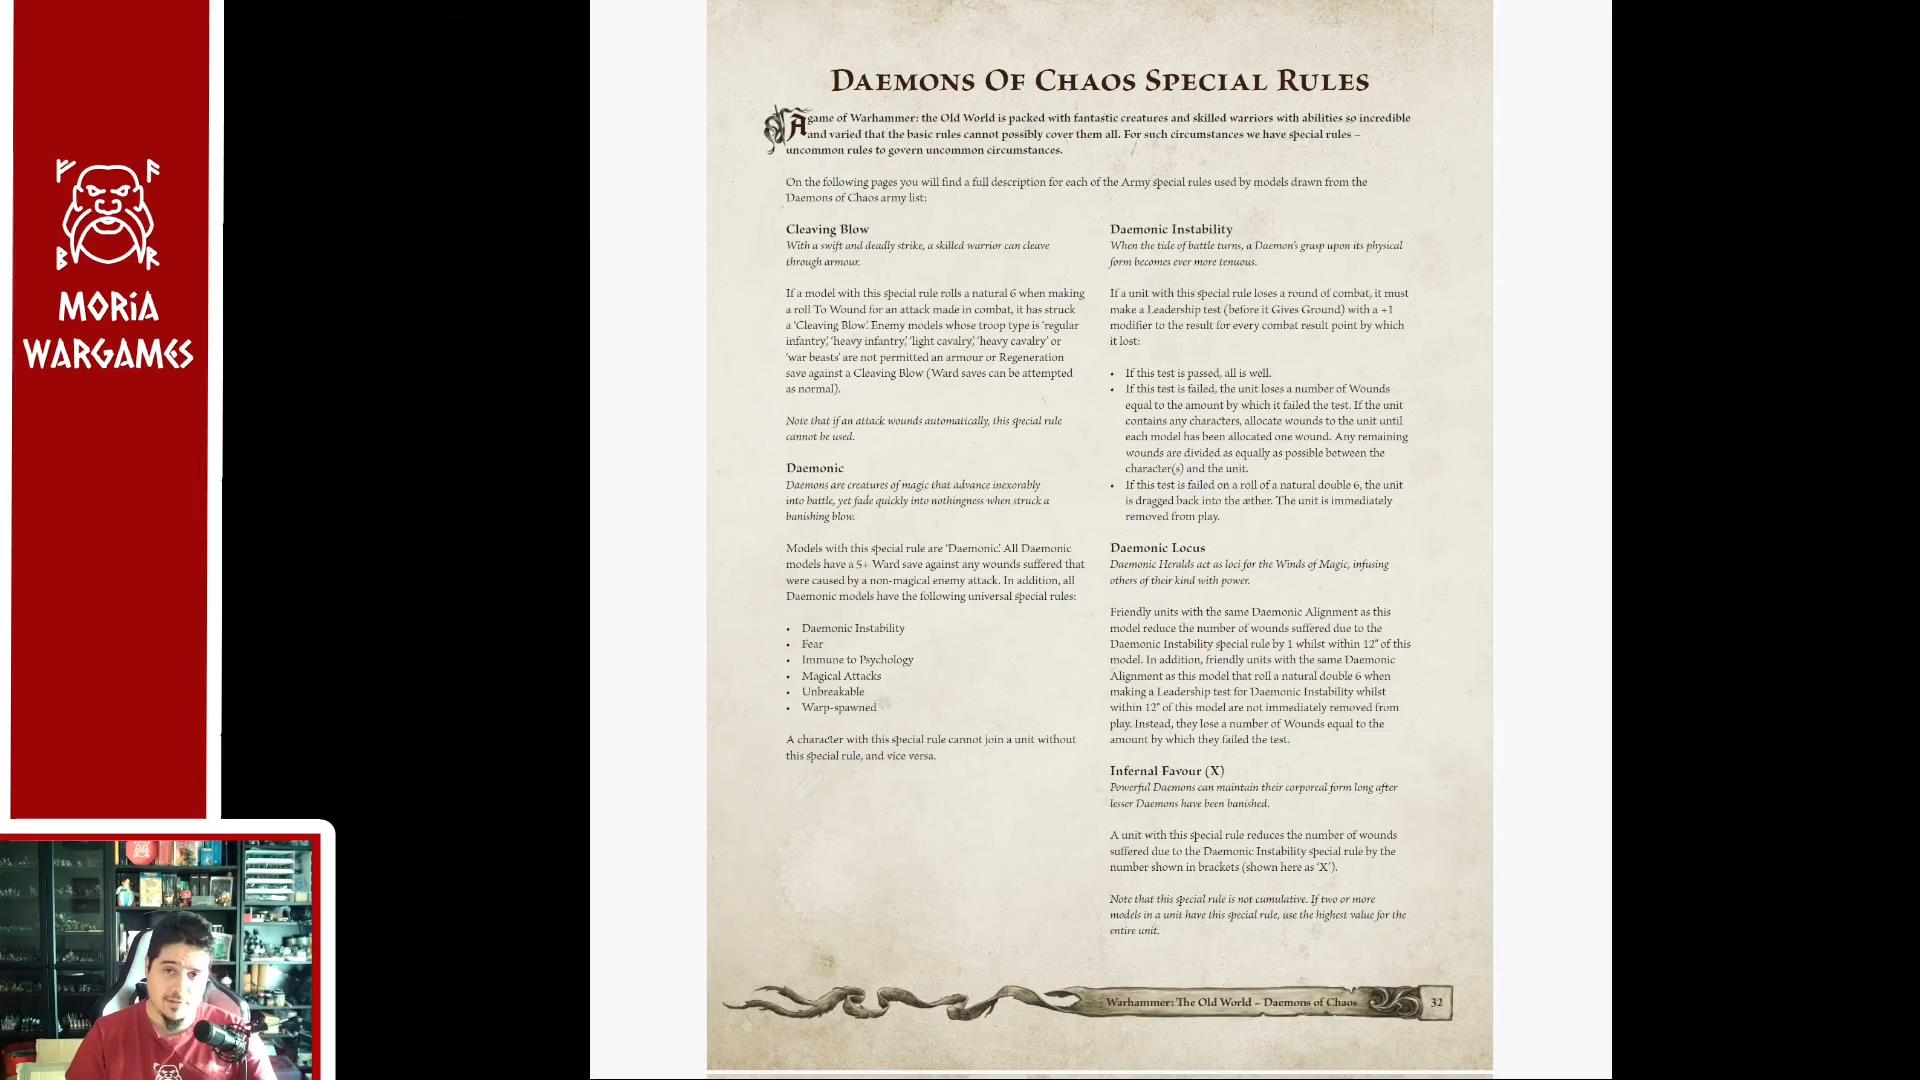 ᚠ ᚨ
ᛒ ᚱ
MORiA
WARGAMES
DAEMONS OF CHAOS SPECIAL RULES
A game of Warhammer: the Old World is packed with fantastic creatures and skilled warriors with abilities so incredible
and varied that the basic rules cannot possibly cover them all. For such circumstances we have special rules –
uncommon rules to govern uncommon circumstances.
On the following pages you will find a full description for each of the Army special rules used by models drawn from the
Daemons of Chaos army list:
Cleaving Blow
With a swift and deadly strike, a skilled warrior can cleave
through armour.
If a model with this special rule rolls a natural 6 when making
a roll To Wound for an attack made in combat, it has struck
a ‘Cleaving Blow’. Enemy models whose troop type is ‘regular
infantry’, ‘heavy infantry’, ‘light cavalry’, ‘heavy cavalry’ or
‘war beasts’ are not permitted an armour or Regeneration
save against a Cleaving Blow (Ward saves can be attempted
as normal).
Note that if an attack wounds automatically, this special rule
cannot be used.
Daemonic
Daemons are creatures of magic that advance inexorably
into battle, yet fade quickly into nothingness when struck a
banishing blow.
Models with this special rule are ‘Daemonic’. All Daemonic
models have a 5+ Ward save against any wounds suffered that
were caused by a non-magical enemy attack. In addition, all
Daemonic models have the following universal special rules:
• Daemonic Instability
• Fear
• Immune to Psychology
• Magical Attacks
• Unbreakable
• Warp-spawned
A character with this special rule cannot join a unit without
this special rule, and vice versa.
Daemonic Instability
When the tide of battle turns, a Daemon’s grasp upon its physical
form becomes ever more tenuous.
If a unit with this special rule loses a round of combat, it must
make a Leadership test (before it Gives Ground) with a +1
modifier to the result for every combat result point by which
it lost:
• If this test is passed, all is well.
• If this test is failed, the unit loses a number of Wounds
equal to the amount by which it failed the test. If the unit
contains any characters, allocate wounds to the unit until
each model has been allocated one wound. Any remaining
wounds are divided as equally as possible between the
character(s) and the unit.
• If this test is failed on a roll of a natural double 6, the unit
is dragged back into the æther. The unit is immediately
removed from play.
Daemonic Locus
Daemonic Heralds act as loci for the Winds of Magic, infusing
others of their kind with power.
Friendly units with the same Daemonic Alignment as this
model reduce the number of wounds suffered due to the
Daemonic Instability special rule by 1 whilst within 12" of this
model. In addition, friendly units with the same Daemonic
Alignment as this model that roll a natural double 6 when
making a Leadership test for Daemonic Instability whilst
within 12" of this model are not immediately removed from
play. Instead, they lose a number of Wounds equal to the
amount by which they failed the test.
Infernal Favour (X)
Powerful Daemons can maintain their corporeal form long after
lesser Daemons have been banished.
A unit with this special rule reduces the number of wounds
suffered due to the Daemonic Instability special rule by the
number shown in brackets (shown here as ‘X’).
Note that this special rule is not cumulative. If two or more
models in a unit have this special rule, use the highest value for the
entire unit.
Warhammer: The Old World – Daemons of Chaos 32